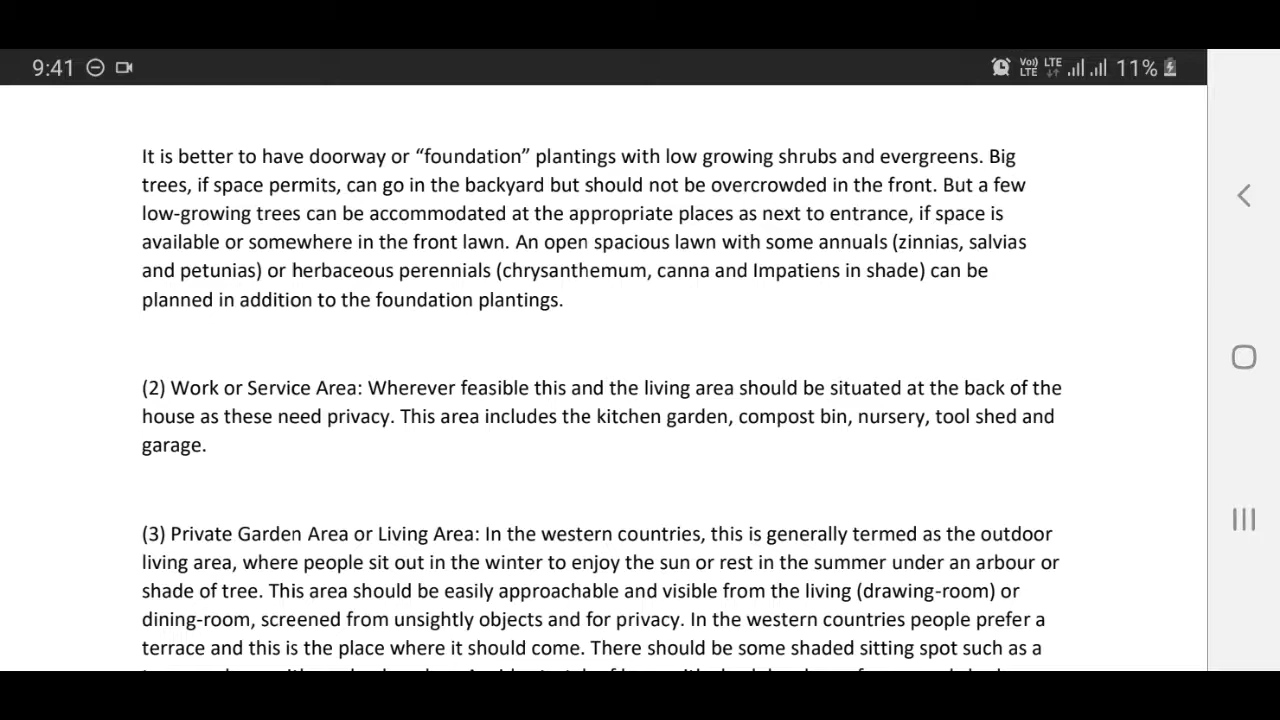 9:41
Vo) LTE LTE 11%
It is better to have doorway or “foundation” plantings with low growing shrubs and evergreens. Big
trees, if space permits, can go in the backyard but should not be overcrowded in the front. But a few
low-growing trees can be accommodated at the appropriate places as next to entrance, if space is
available or somewhere in the front lawn. An open spacious lawn with some annuals (zinnias, salvias
and petunias) or herbaceous perennials (chrysanthemum, canna and Impatiens in shade) can be
planned in addition to the foundation plantings.
(2) Work or Service Area: Wherever feasible this and the living area should be situated at the back of the
house as these need privacy. This area includes the kitchen garden, compost bin, nursery, tool shed and
garage.
(3) Private Garden Area or Living Area: In the western countries, this is generally termed as the outdoor
living area, where people sit out in the winter to enjoy the sun or rest in the summer under an arbour or
shade of tree. This area should be easily approachable and visible from the living (drawing-room) or
dining-room, screened from unsightly objects and for privacy. In the western countries people prefer a
terrace and this is the place where it should come. There should be some shaded sitting spot such as a